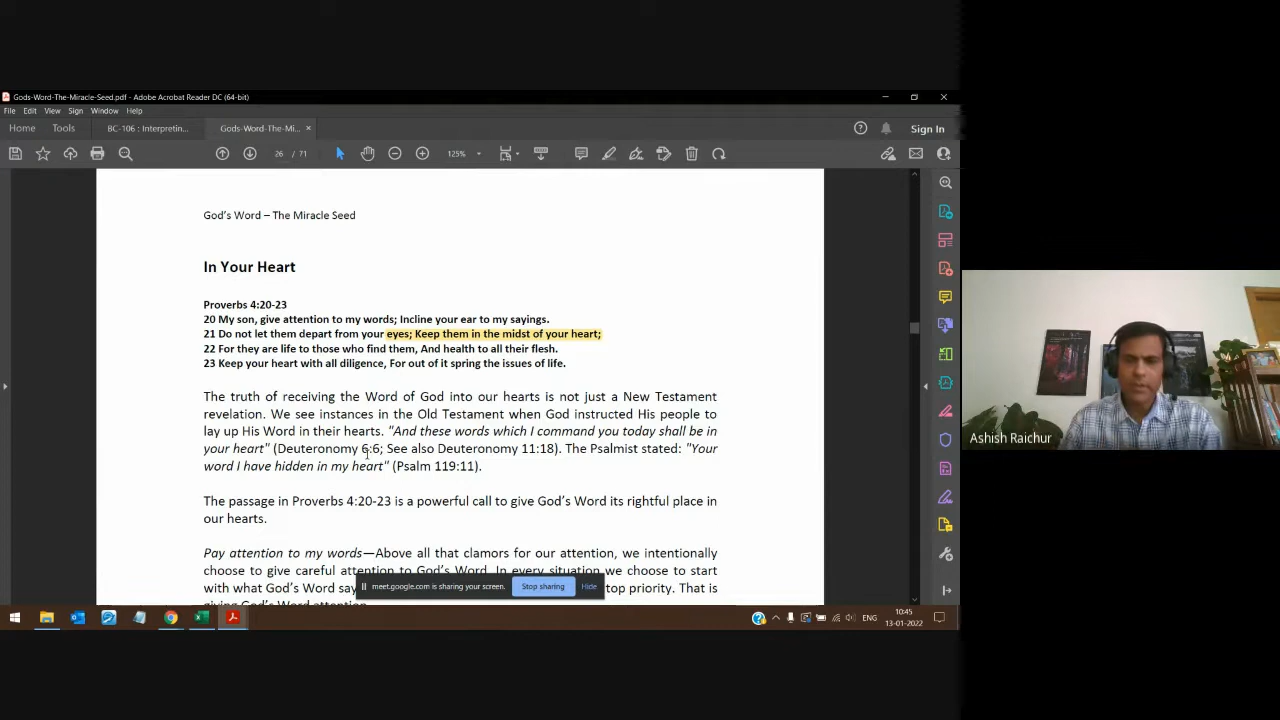 Gods-Word-The-Miracle-Seed.pdf - Adobe Acrobat Reader DC (64-bit)
File Edit View Sign Window Help
Home Tools BC-106 : Interpretin... Gods-Word-The-Mi... × Sign In
26 / 71 125%
God's Word – The Miracle Seed
In Your Heart
Proverbs 4:20-23
20 My son, give attention to my words; Incline your ear to my sayings.
21 Do not let them depart from your eyes; Keep them in the midst of your heart;
22 For they are life to those who find them, And health to all their flesh.
23 Keep your heart with all diligence, For out of it spring the issues of life.
The truth of receiving the Word of God into our hearts is not just a New Testament
revelation. We see instances in the Old Testament when God instructed His people to
lay up His Word in their hearts. "And these words which I command you today shall be in
your heart" (Deuteronomy 6:6; See also Deuteronomy 11:18). The Psalmist stated: "Your
word I have hidden in my heart" (Psalm 119:11).
The passage in Proverbs 4:20-23 is a powerful call to give God's Word its rightful place in
our hearts.
Pay attention to my words—Above all that clamors for our attention, we intentionally
choose to give careful attention to God's Word. In every situation we choose to start
with what God's Word say top priority. That is
giving God's Word attention.
meet.google.com is sharing your screen. Stop sharing Hide
Ashish Raichur
ENG
10:45
13-01-2022